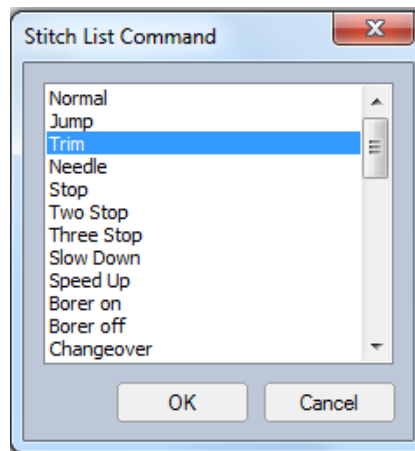 Stitch List Command
Normal
Jump
Trim
Needle
Stop
Two Stop
Three Stop
Slow Down
Speed Up
Borer on
Borer off
Changeover
OK
Cancel